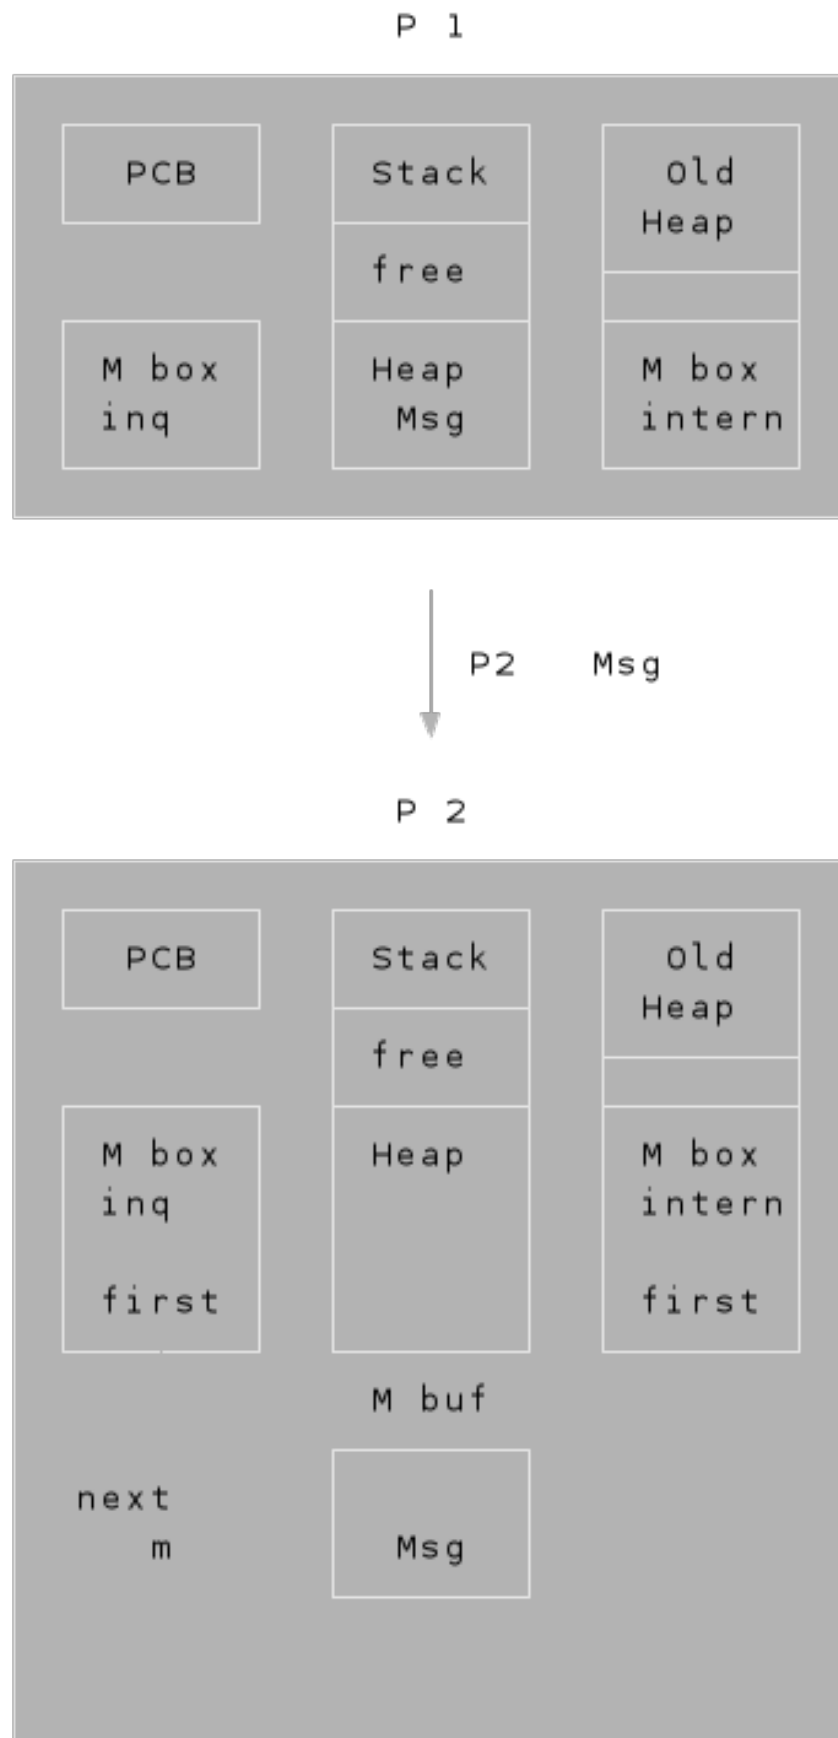 P 1
PCB
Stack
Old
Heap
free
M box
inq
Heap
Msg
M box
intern
P2 Msg
P 2
PCB
Stack
Old
Heap
free
M box
inq
first
Heap
M box
intern
first
M buf
next
m
Msg